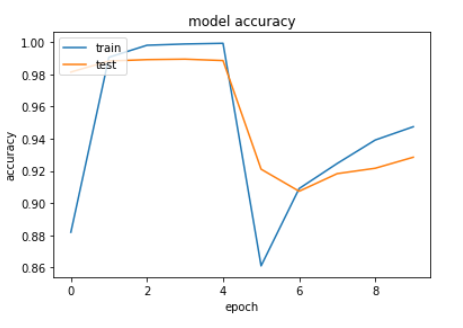 model accuracy
1.00
0.98
0.96
0.94
0.92
0.90
0.88
0.86
accuracy
train
test
0 2 4 6 8
epoch